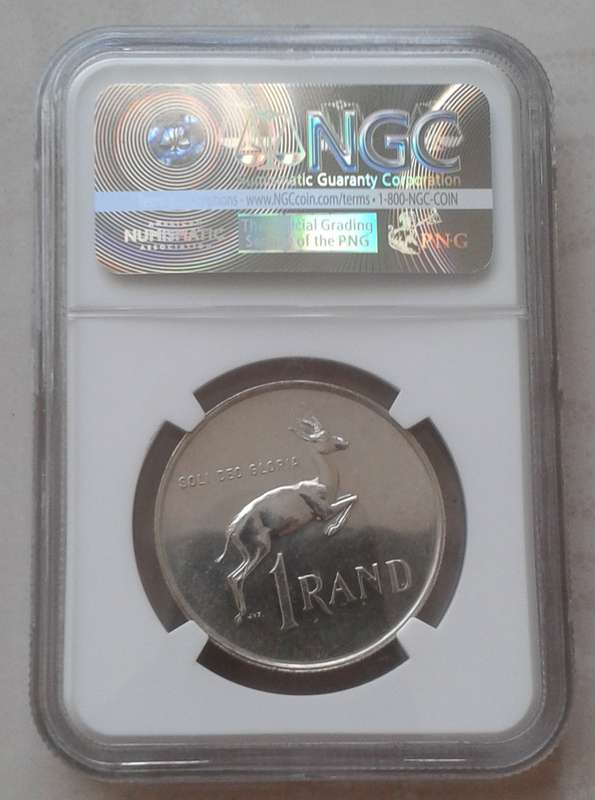 NGC
Numismatic Guaranty Corporation
www.NGCcoin.com/terms • 1-800-NGC-COIN
NUMISMATIC
ASSOCIATION
The Official Grading
Service of the PNG
PNG
SOLI DEO GLORIA
1 RAND